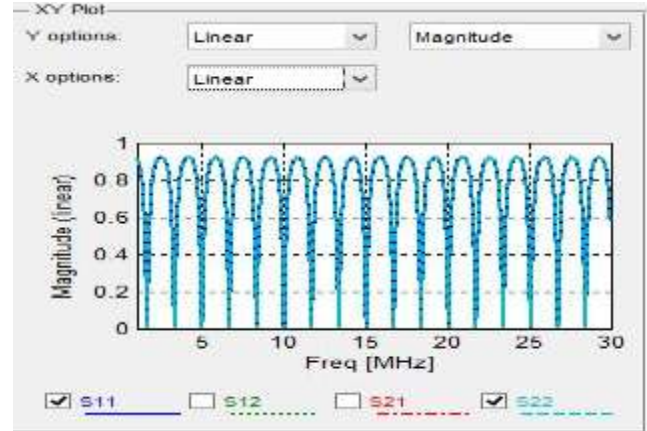 XY Plot
Y options: Linear Magnitude
X options: Linear
1
0.8
0.6
0.4
0.2
0
Magnitude (linear)
5 10 15 20 25 30
Freq [MHz]
S11 S12 S21 S22